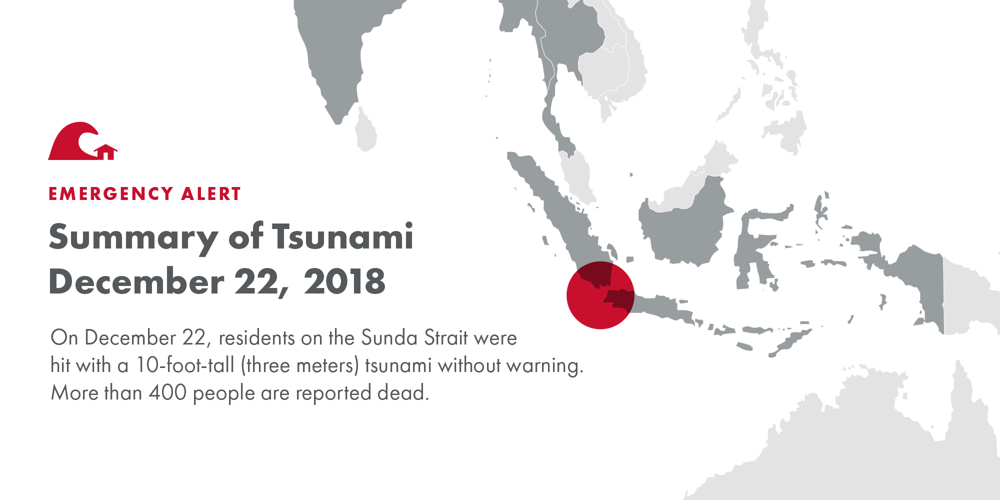 EMERGENCY ALERT
Summary of Tsunami
December 22, 2018
On December 22, residents on the Sunda Strait were
hit with a 10-foot-tall (three meters) tsunami without warning.
More than 400 people are reported dead.